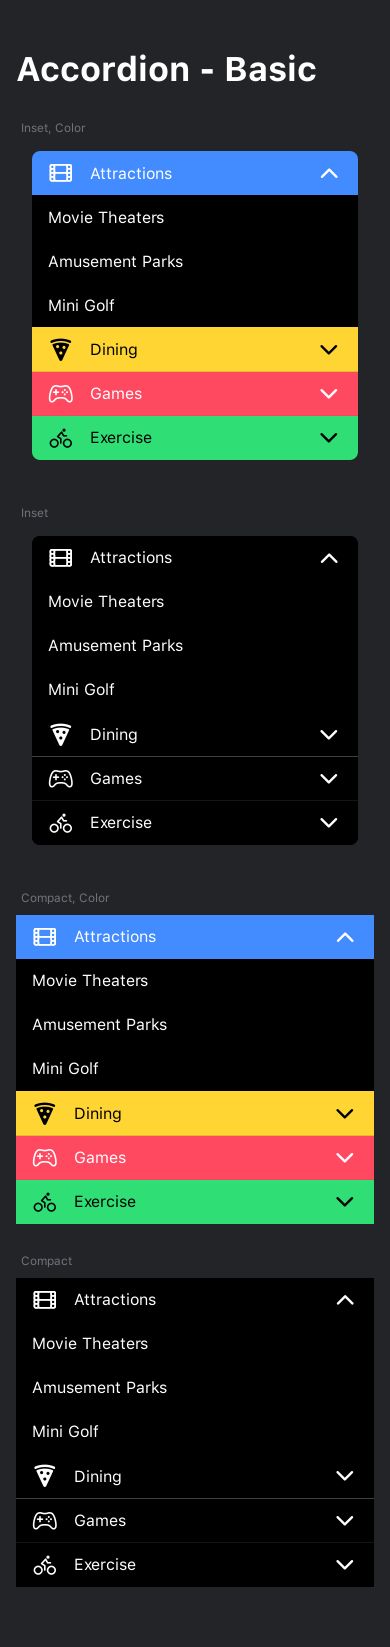 Accordion - Basic
Inset, Color
Attractions
Movie Theaters
Amusement Parks
Mini Golf
Dining
Games
Exercise
Inset
Attractions
Movie Theaters
Amusement Parks
Mini Golf
Dining
Games
Exercise
Compact, Color
Attractions
Movie Theaters
Amusement Parks
Mini Golf
Dining
Games
Exercise
Compact
Attractions
Movie Theaters
Amusement Parks
Mini Golf
Dining
Games
Exercise